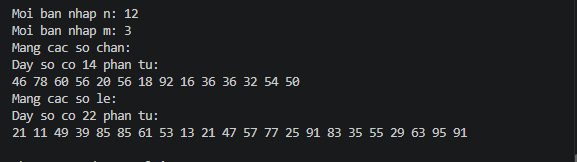 Moi ban nhap n: 12
Moi ban nhap m: 3
Mang cac so chan:
Day so co 14 phan tu:
46 78 60 56 20 56 18 92 16 36 36 32 54 50
Mang cac so le:
Day so co 22 phan tu:
21 11 49 39 85 85 61 53 13 21 47 57 77 25 91 83 35 55 29 63 95 91